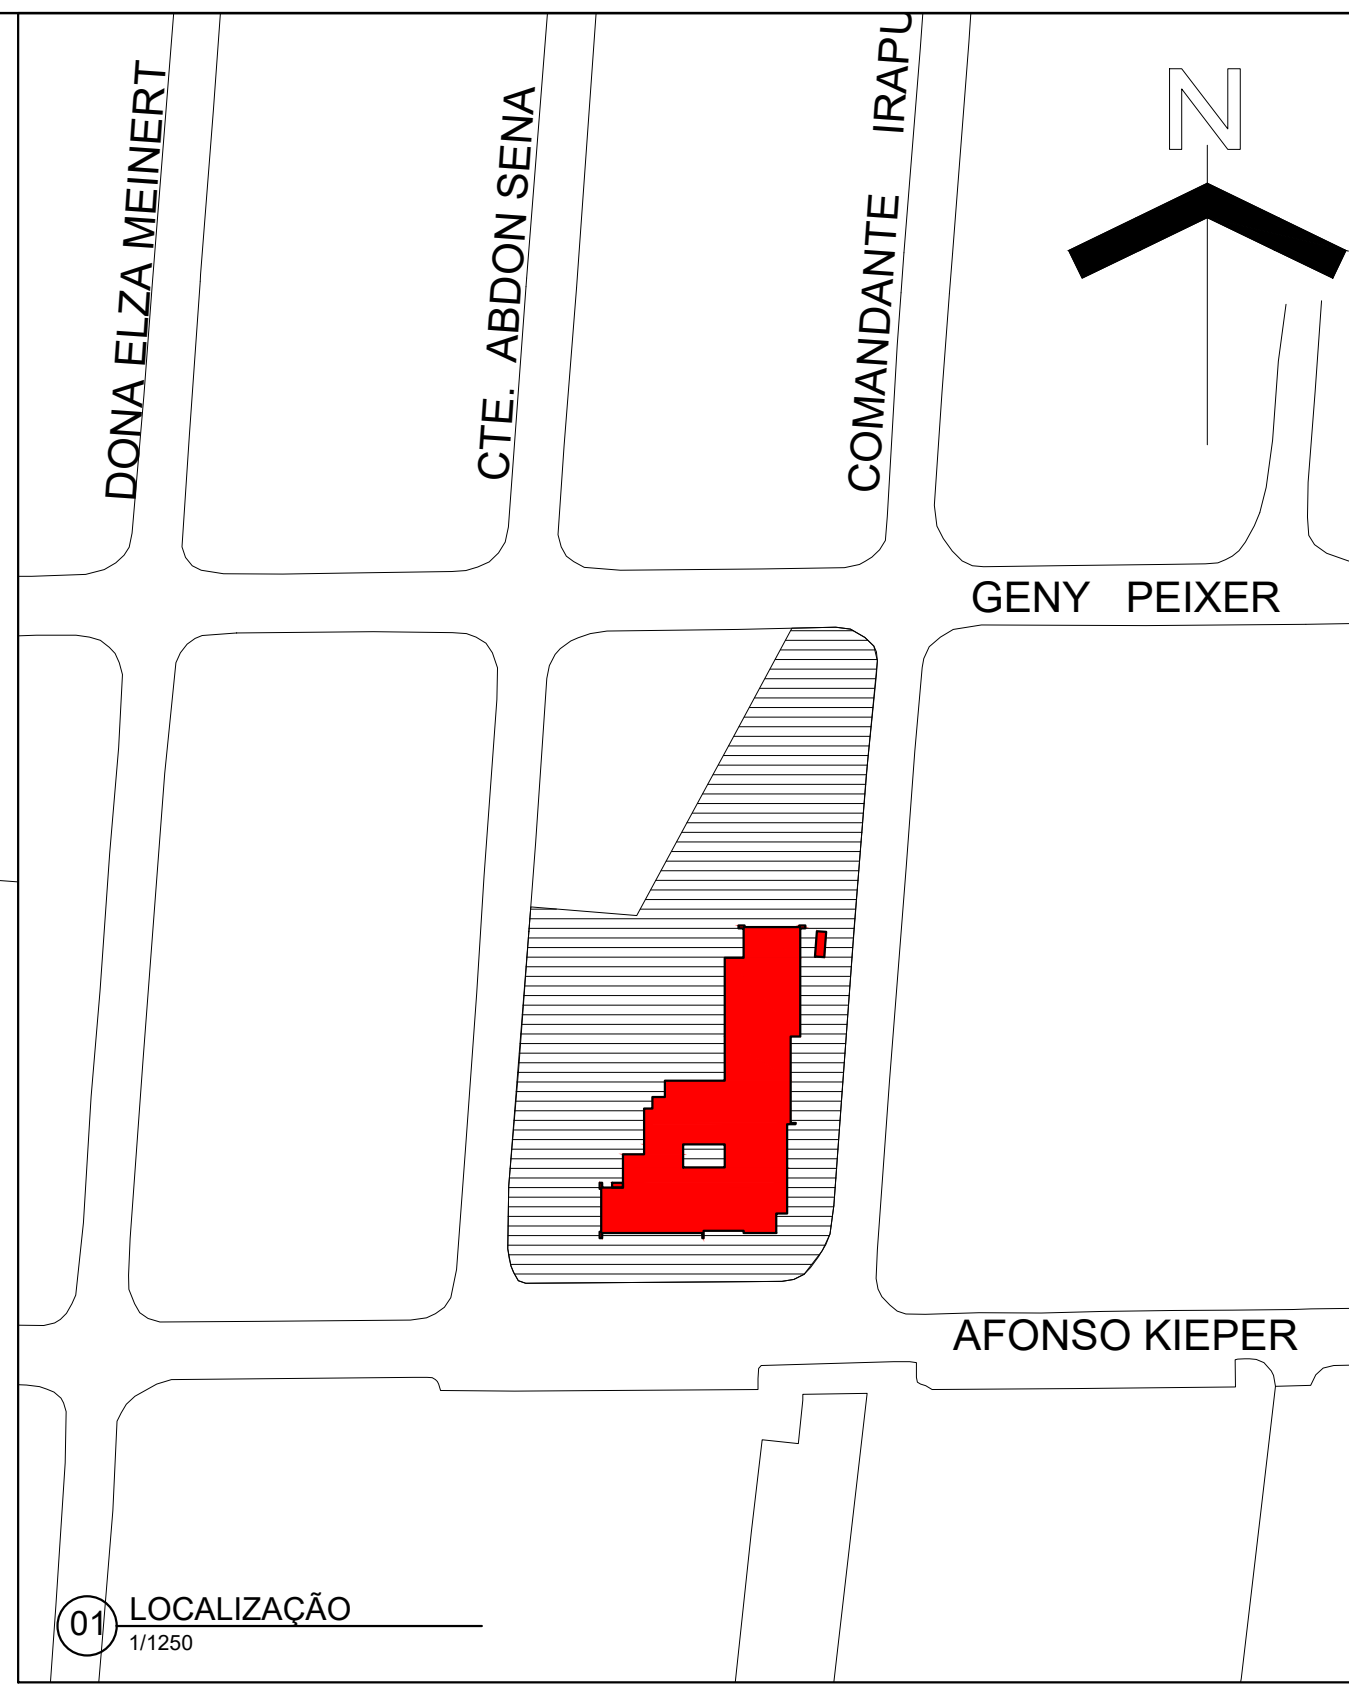 DONA ELZA MEINERT
CTE. ABDON SENA
COMANDANTE IRAPU
N
GENY PEIXER
AFONSO KIEPER
01
LOCALIZAÇÃO
1/1250